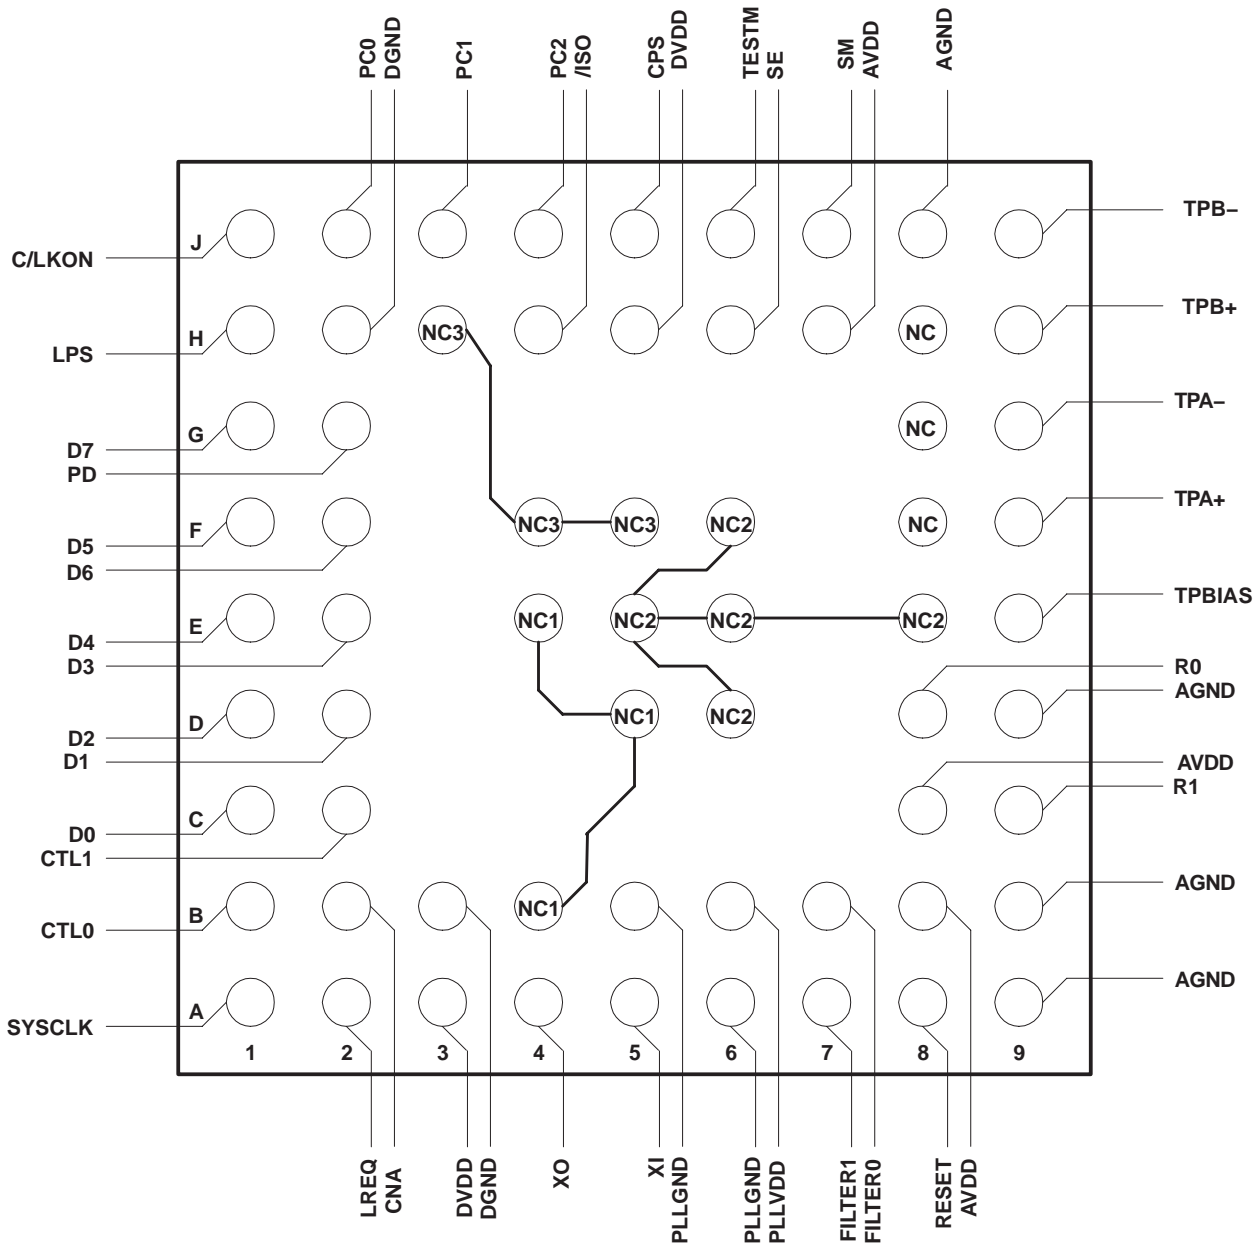 PC0
DGND
PC1
PC2
/ISO
CPS
DVDD
TESTM
SE
SM
AVDD
AGND
J
TPB–
C/LKON
H
NC3
NC
TPB+
LPS
G
NC
TPA–
D7
PD
F
NC3
NC3
NC2
NC
TPA+
D5
D6
E
NC1
NC2
NC2
NC2
TPBIAS
D4
D3
R0
AGND
D
NC1
NC2
D2
D1
AVDD
R1
C
D0
CTL1
AGND
B
NC1
CTL0
AGND
A
SYSCLK
1 2 3 4 5 6 7 8 9
LREQ
CNA
DVDD
DGND
XO
XI
PLLGND
PLLGND
PLLVDD
FILTER1
FILTER0
RESET
AVDD